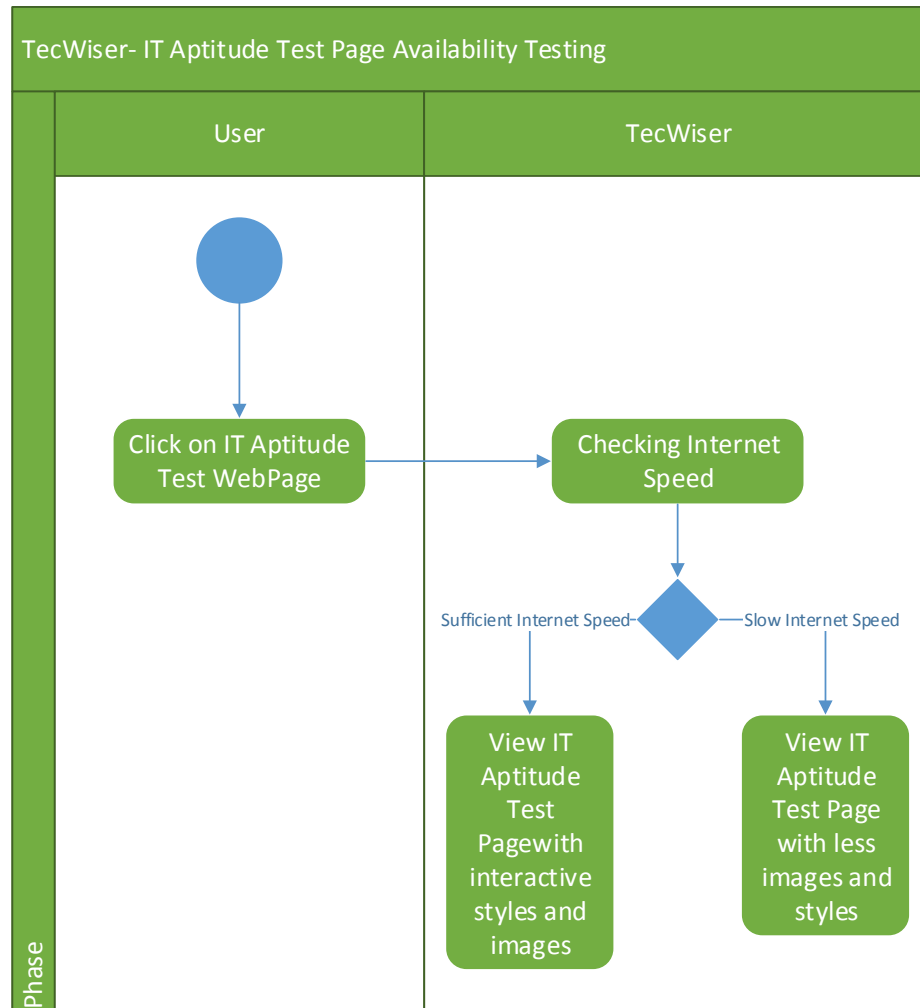 TecWiser- IT Aptitude Test Page Availability Testing
User
TecWiser
Click on IT Aptitude
Test WebPage
Checking Internet
Speed
Sufficient Internet Speed
Slow Internet Speed
View IT
Aptitude
Test
Pagewith
interactive
styles and
images
View IT
Aptitude
Test Page
with less
images and
styles
Phase